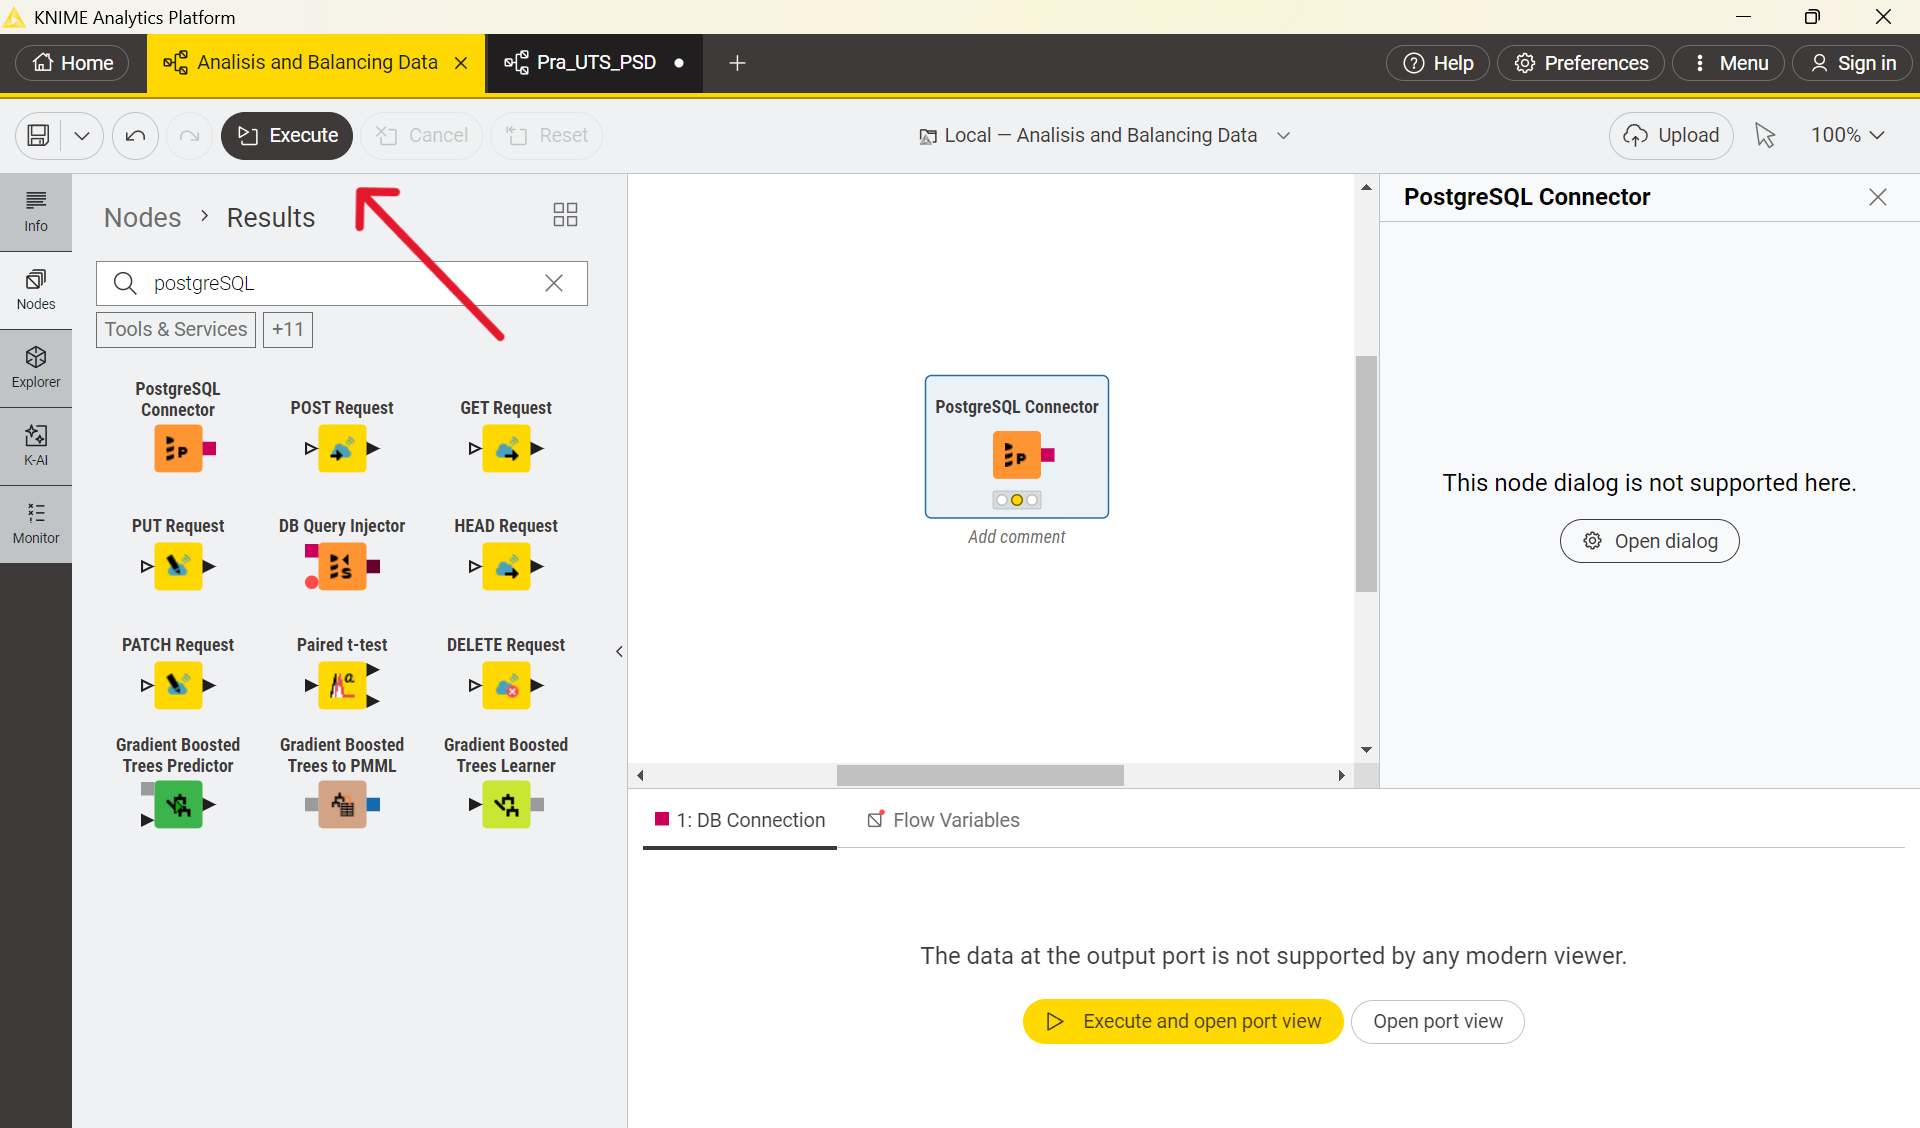 KNIME Analytics Platform
Home
Analisis and Balancing Data
Pra_UTS_PSD
Help
Preferences
Menu
Sign in
Execute
Cancel
Reset
Local — Analisis and Balancing Data
Upload
100%
Info
Nodes
Explorer
K-AI
Monitor
Nodes > Results
postgreSQL
Tools & Services
+11
PostgreSQL
Connector
POST Request
GET Request
PUT Request
DB Query Injector
HEAD Request
PATCH Request
Paired t-test
DELETE Request
Gradient Boosted
Trees Predictor
Gradient Boosted
Trees to PMML
Gradient Boosted
Trees Learner
PostgreSQL Connector
Add comment
PostgreSQL Connector
This node dialog is not supported here.
Open dialog
1: DB Connection
Flow Variables
The data at the output port is not supported by any modern viewer.
Execute and open port view
Open port view